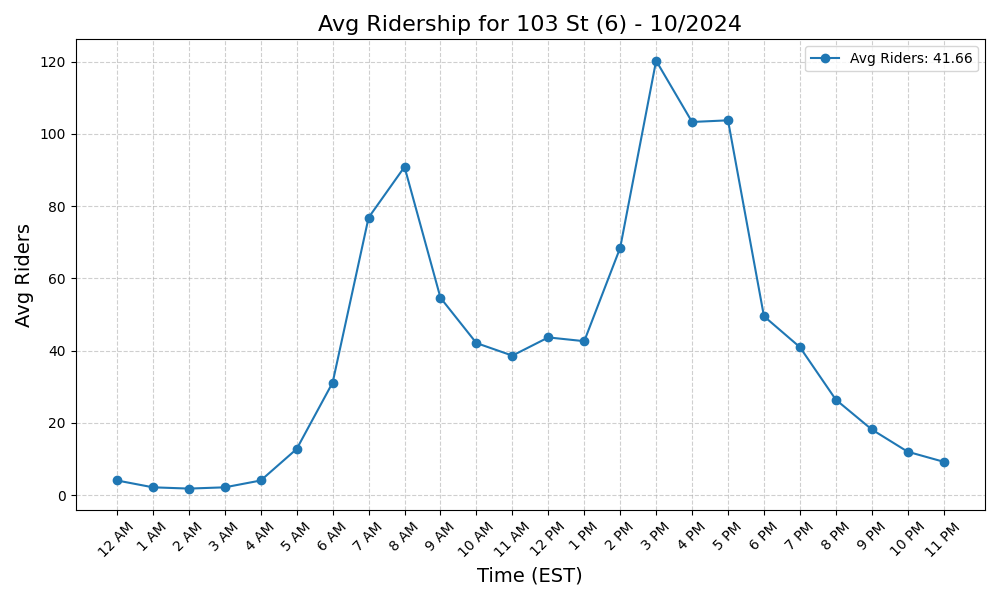 Avg Ridership for 103 St (6) - 10/2024
Avg Riders: 41.66
Avg Riders
120
100
80
60
40
20
0
12 AM
1 AM
2 AM
3 AM
4 AM
5 AM
6 AM
7 AM
8 AM
9 AM
10 AM
11 AM
12 PM
1 PM
2 PM
3 PM
4 PM
5 PM
6 PM
7 PM
8 PM
9 PM
10 PM
11 PM
Time (EST)